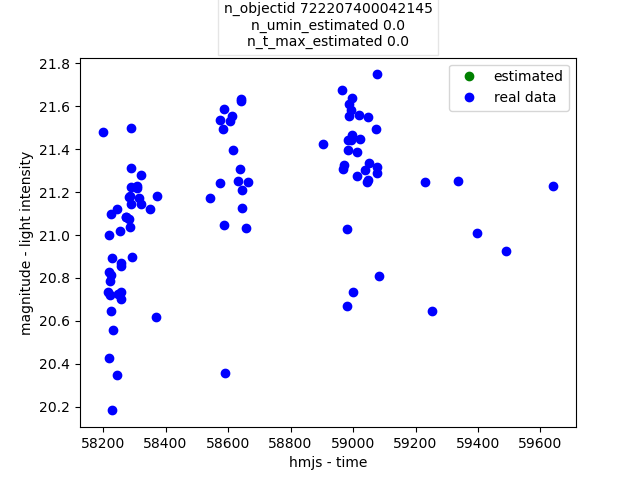 n_objectid 722207400042145
n_umin_estimated 0.0
n_t_max_estimated 0.0
21.8
21.6
21.4
21.2
21.0
20.8
20.6
20.4
20.2
magnitude - light intensity
estimated
real data
58200 58400 58600 58800 59000 59200 59400 59600
hmjs - time